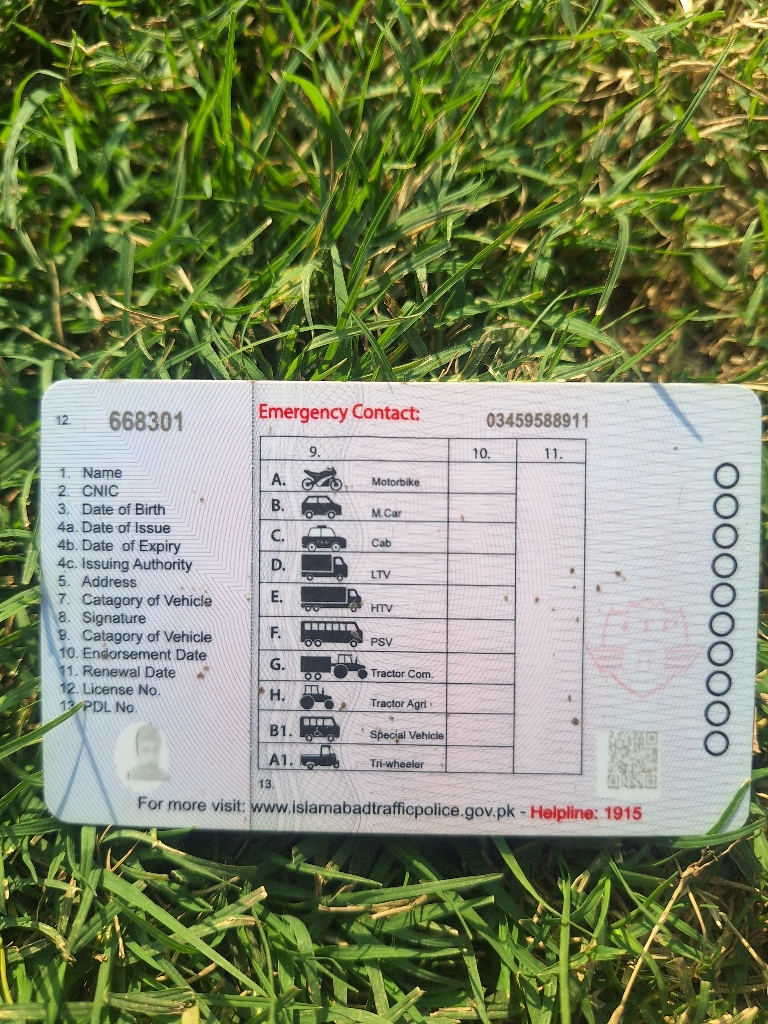 12. 668301 Emergency Contact: 03459588911
1. Name
2. CNIC
3. Date of Birth
4a. Date of Issue
4b. Date of Expiry
4c. Issuing Authority
5. Address
7. Catagory of Vehicle
8. Signature
9. Catagory of Vehicle
10. Endorsement Date
11. Renewal Date
12. License No.
13. PDL No.
9. 10. 11.
A. Motorbike
B. M.Car
C. Cab
D. LTV
E. HTV
F. PSV
G. Tractor Com.
H. Tractor Agri
B1. Special Vehicle
A1. Tri-wheeler
13.
For more visit: www.islamabadtrafficpolice.gov.pk - Helpline: 1915